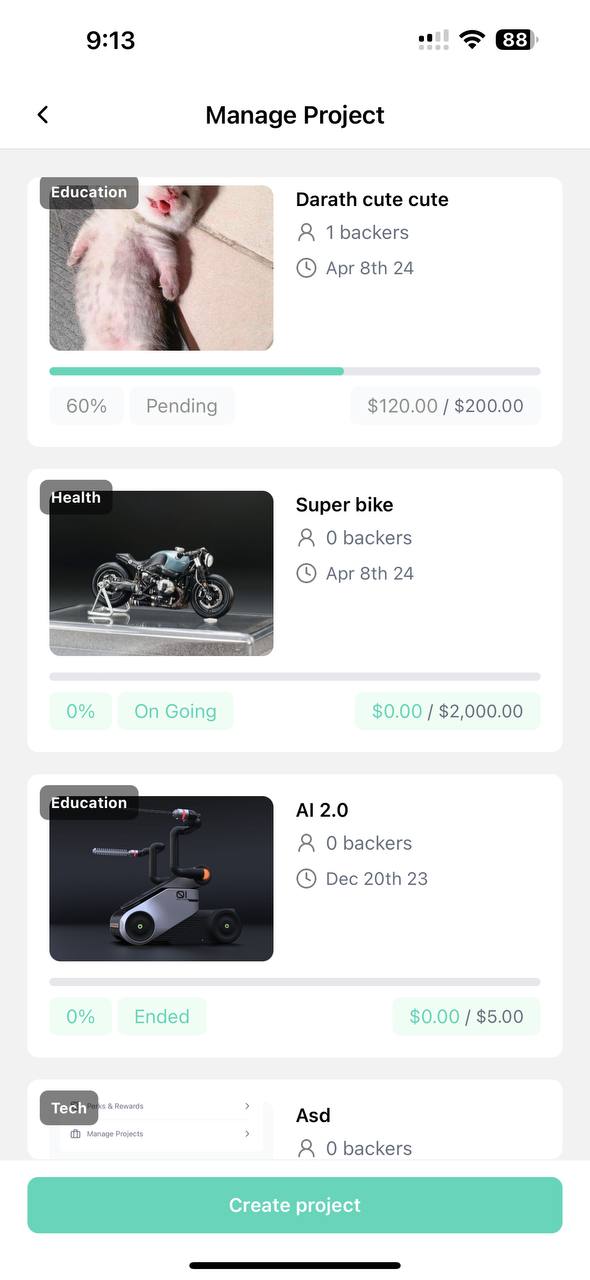 9:13
88
Manage Project
Education
Darath cute cute
1 backers
Apr 8th 24
60%
Pending
$120.00 / $200.00
Health
Super bike
0 backers
Apr 8th 24
0%
On Going
$0.00 / $2,000.00
Education
AI 2.0
0 backers
Dec 20th 23
0%
Ended
$0.00 / $5.00
Tech
& Rewards
Manage Projects
Asd
0 backers
Create project